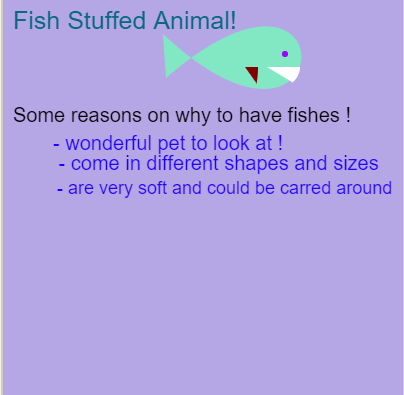 Fish Stuffed Animal!
Some reasons on why to have fishes !
- wonderful pet to look at !
- come in different shapes and sizes
- are very soft and could be carred around